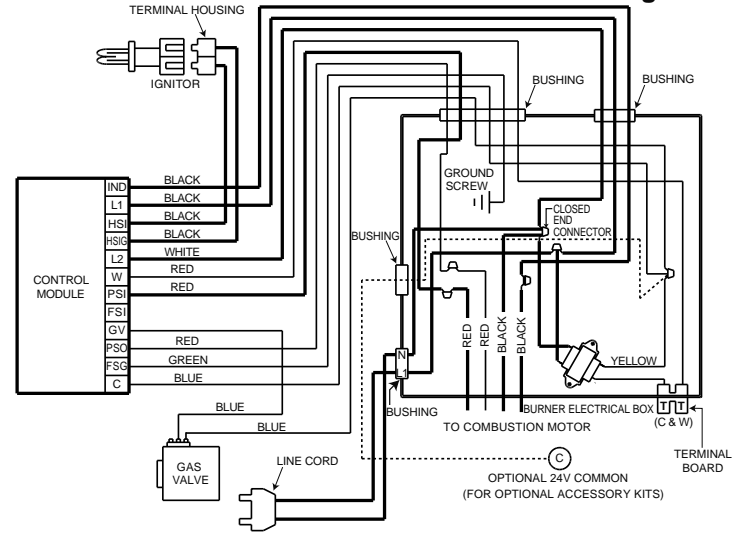 TERMINAL HOUSING
IGNITOR
BUSHING
BUSHING
GROUND
SCREW
CLOSED
END
CONNECTOR
BUSHING
CONTROL
MODULE
IND
BLACK
L1
BLACK
HSI
BLACK
HSIG
BLACK
L2
WHITE
W
RED
PSI
RED
FSI
GV
PSO
RED
FSG
GREEN
C
BLUE
BLUE
BLUE
RED
RED
BLACK
BLACK
YELLOW
N
L1
BUSHING
BURNER ELECTRICAL BOX
T T
(C & W)
TO COMBUSTION MOTOR
TERMINAL
BOARD
GAS
VALVE
LINE CORD
C
OPTIONAL 24V COMMON
(FOR OPTIONAL ACCESSORY KITS)